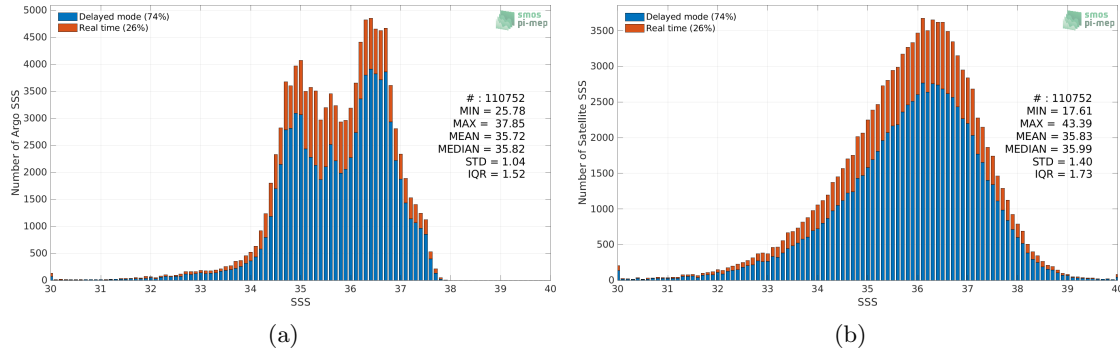 Delayed mode (74%)
Real time (26%)
smos
pi-mep
Number of Argo SSS
5000
4500
4000
3500
3000
2500
2000
1500
1000
500
0
# : 110752
MIN = 25.78
MAX = 37.85
MEAN = 35.72
MEDIAN = 35.82
STD = 1.04
IQR = 1.52
30 31 32 33 34 35 36 37 38 39 40
SSS
(a)
Delayed mode (74%)
Real time (26%)
smos
pi-mep
Number of Satellite SSS
3500
3000
2500
2000
1500
1000
500
0
# : 110752
MIN = 17.61
MAX = 43.39
MEAN = 35.83
MEDIAN = 35.99
STD = 1.40
IQR = 1.73
30 31 32 33 34 35 36 37 38 39 40
SSS
(b)